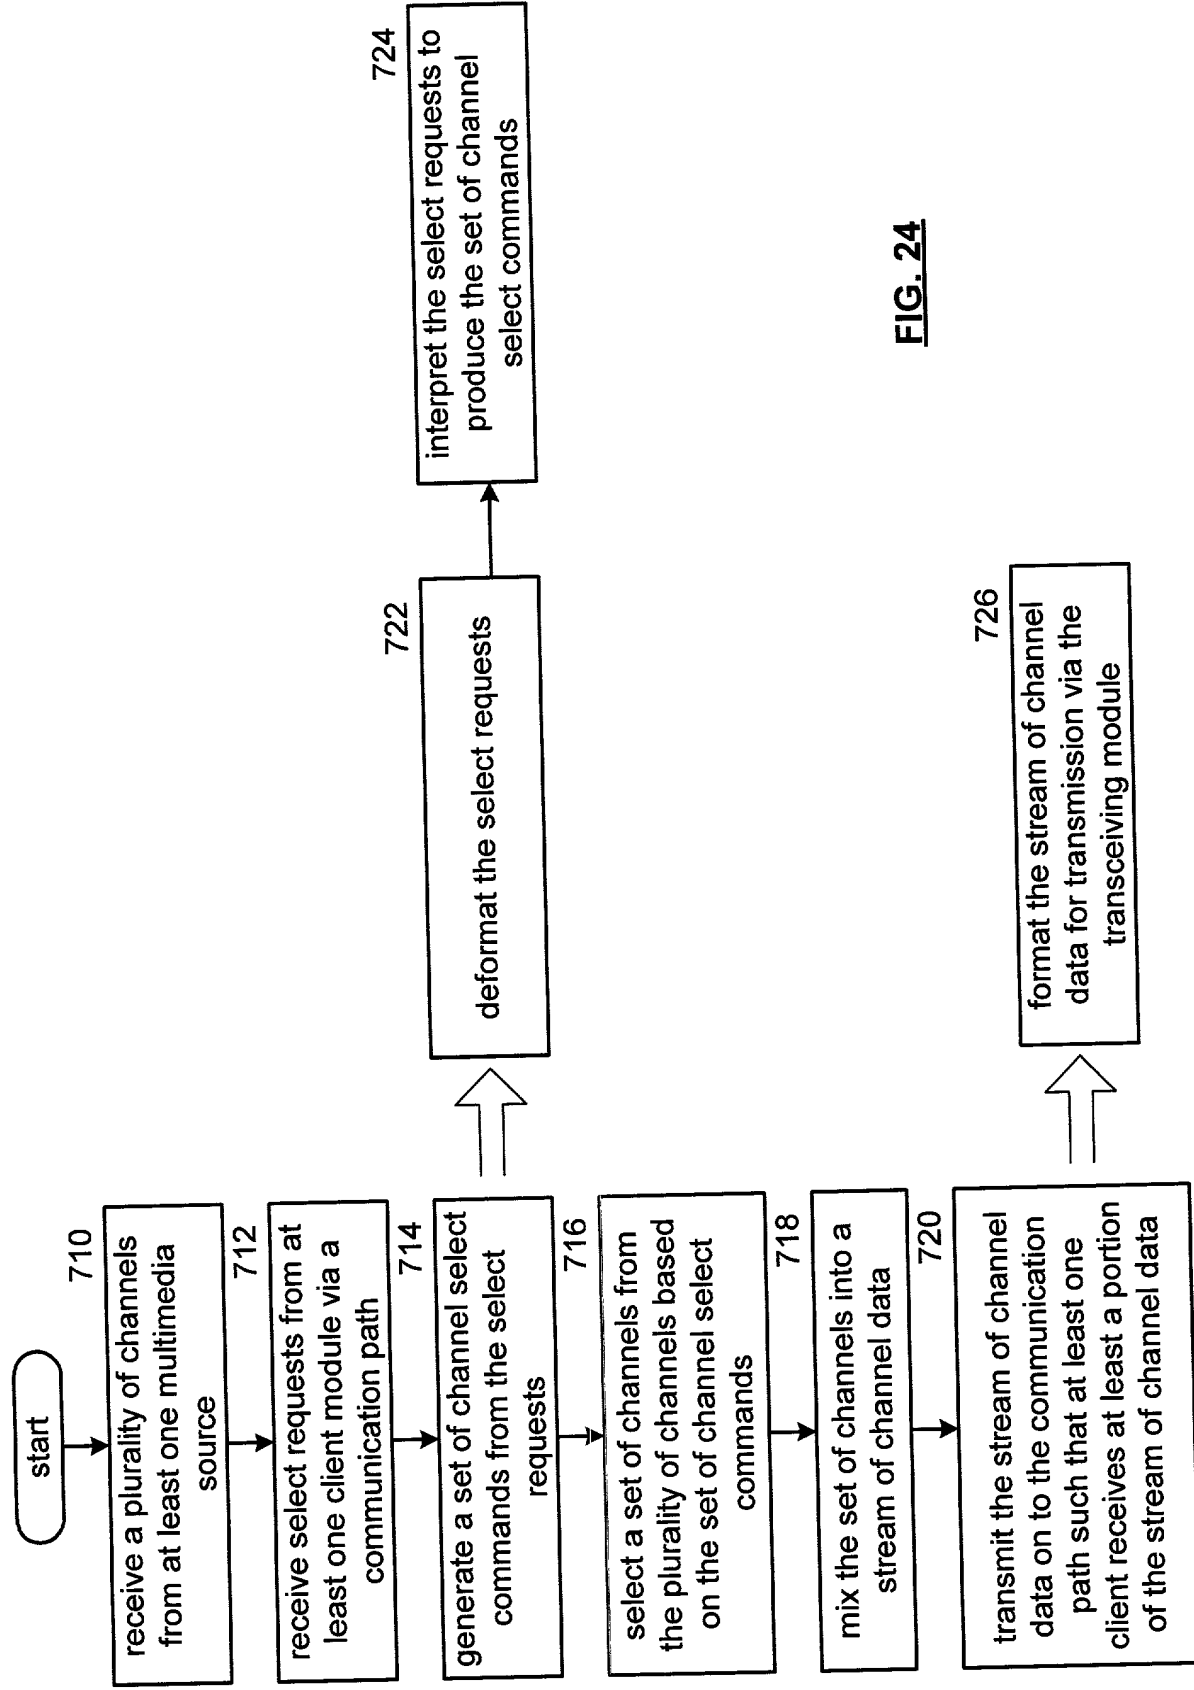 start
710
receive a plurality of channels
from at least one multimedia
source
712
receive select requests from at
least one client module via a
communication path
714
generate a set of channel select
commands from the select
requests
716
select a set of channels from
the plurality of channels based
on the set of channel select
commands
718
mix the set of channels into a
stream of channel data
720
transmit the stream of channel
data on to the communication
path such that at least one
client receives at least a portion
of the stream of channel data
722
deformat the select requests
724
interpret the select requests to
produce the set of channel
select commands
726
format the stream of channel
data for transmission via the
transceiving module
FIG. 24